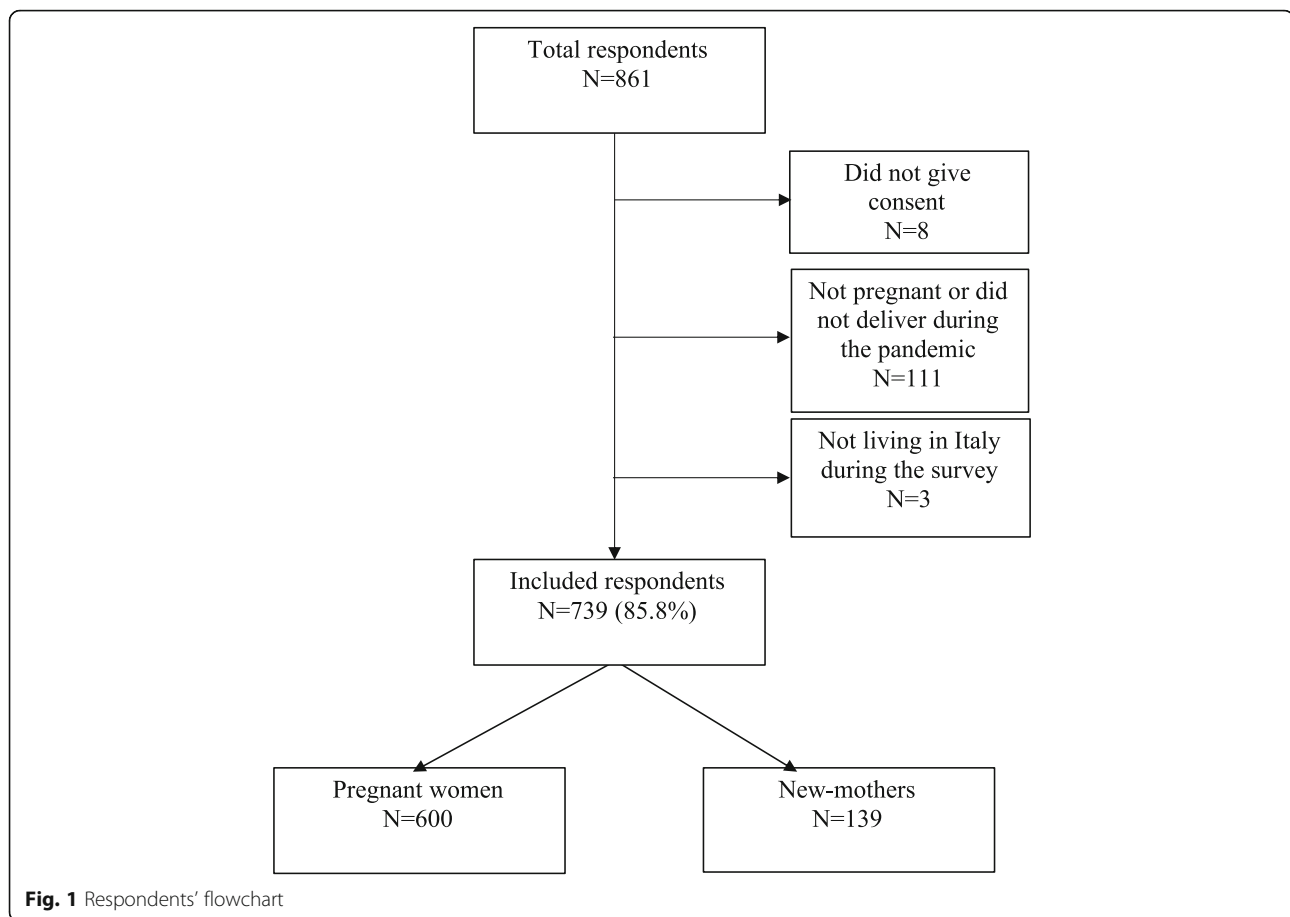 Total respondents
N=861
Did not give
consent
N=8
Not pregnant or did
not deliver during
the pandemic
N=111
Not living in Italy
during the survey
N=3
Included respondents
N=739 (85.8%)
Pregnant women
N=600
New-mothers
N=139
Fig. 1 Respondents’ flowchart